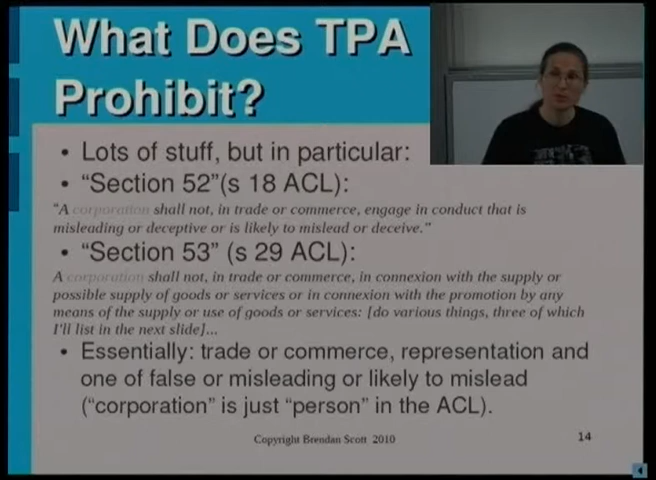 What Does TPA
Prohibit?
• Lots of stuff, but in particular:
• “Section 52”(s 18 ACL):
“A corporation shall not, in trade or commerce, engage in conduct that is
misleading or deceptive or is likely to mislead or deceive.”
• “Section 53” (s 29 ACL):
A corporation shall not, in trade or commerce, in connexion with the supply or
possible supply of goods or services or in connexion with the promotion by any
means of the supply or use of goods or services: [do various things, three of which
I'll list in the next slide]...
• Essentially: trade or commerce, representation and
one of false or misleading or likely to mislead
(“corporation” is just “person” in the ACL).
Copyright Brendan Scott 2010
14